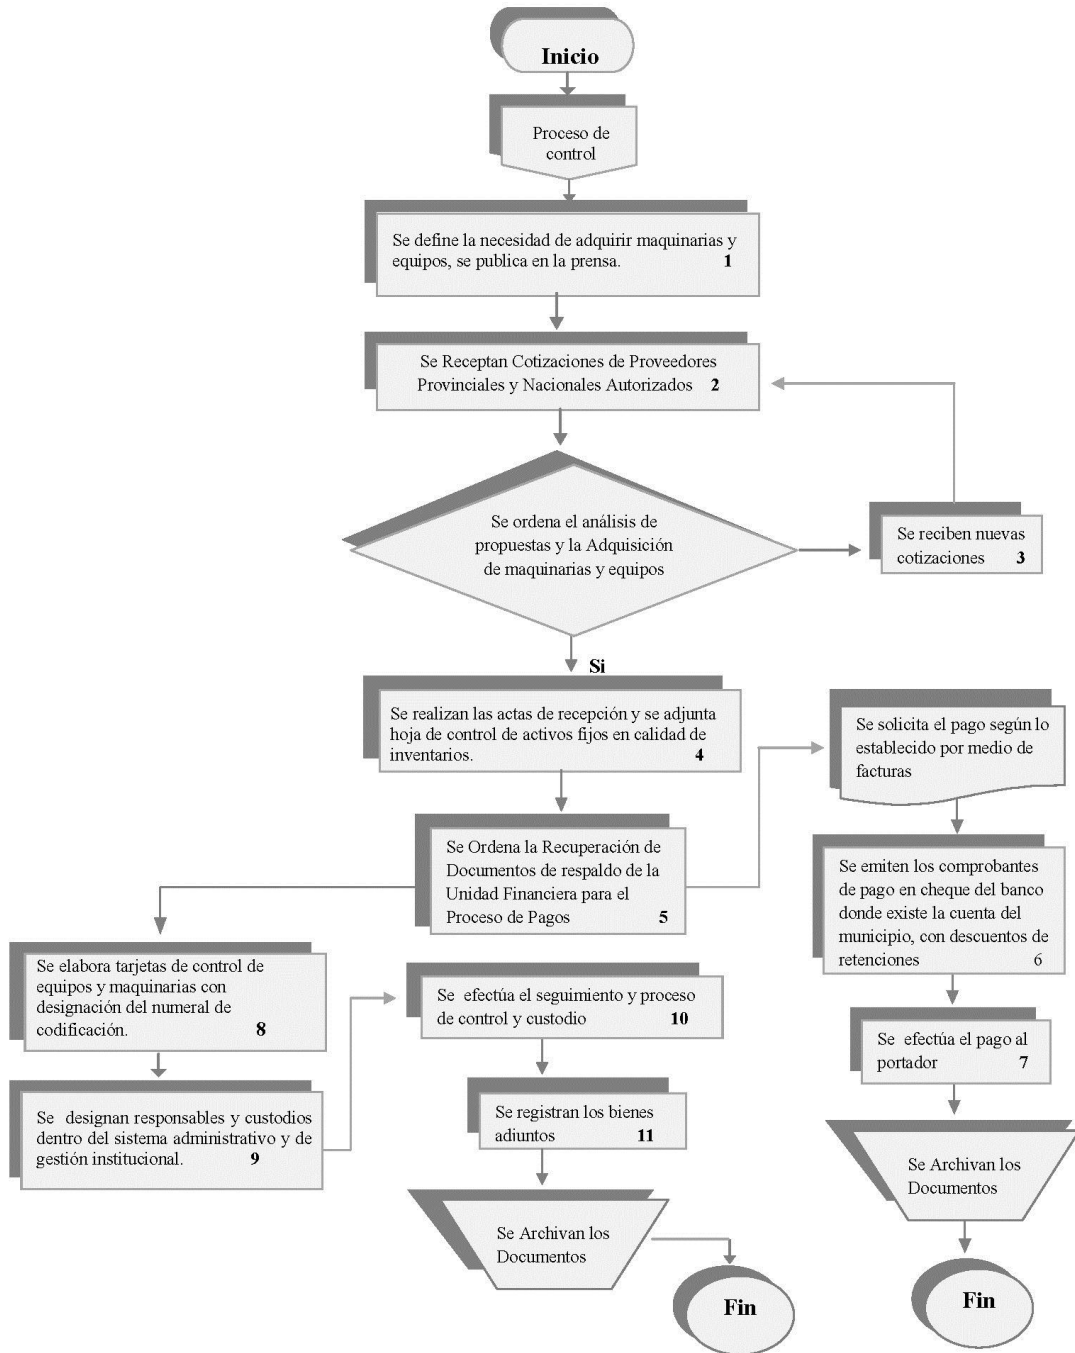 Inicio
Proceso de
control
Se define la necesidad de adquirir maquinarias y
equipos, se publica en la prensa. 1
Se Receptan Cotizaciones de Proveedores
Provinciales y Nacionales Autorizados 2
Se ordena el análisis de
propuestas y la Adquisición
de maquinarias y equipos
Se reciben nuevas
cotizaciones 3
Si
Se realizan las actas de recepción y se adjunta
hoja de control de activos fijos en calidad de
inventarios. 4
Se Ordena la Recuperación de
Documentos de respaldo de la
Unidad Financiera para el
Proceso de Pagos 5
Se solicita el pago según lo
establecido por medio de
facturas
Se emiten los comprobantes
de pago en cheque del banco
donde existe la cuenta del
municipio, con descuentos de
retenciones 6
Se efectúa el pago al
portador 7
Se Archivan los
Documentos
Fin
Se elabora tarjetas de control de
equipos y maquinarias con
designación del numeral de
codificación. 8
Se designan responsables y custodios
dentro del sistema administrativo y de
gestión institucional. 9
Se efectúa el seguimiento y proceso
de control y custodio 10
Se registran los bienes
adjuntos 11
Se Archivan los
Documentos
Fin